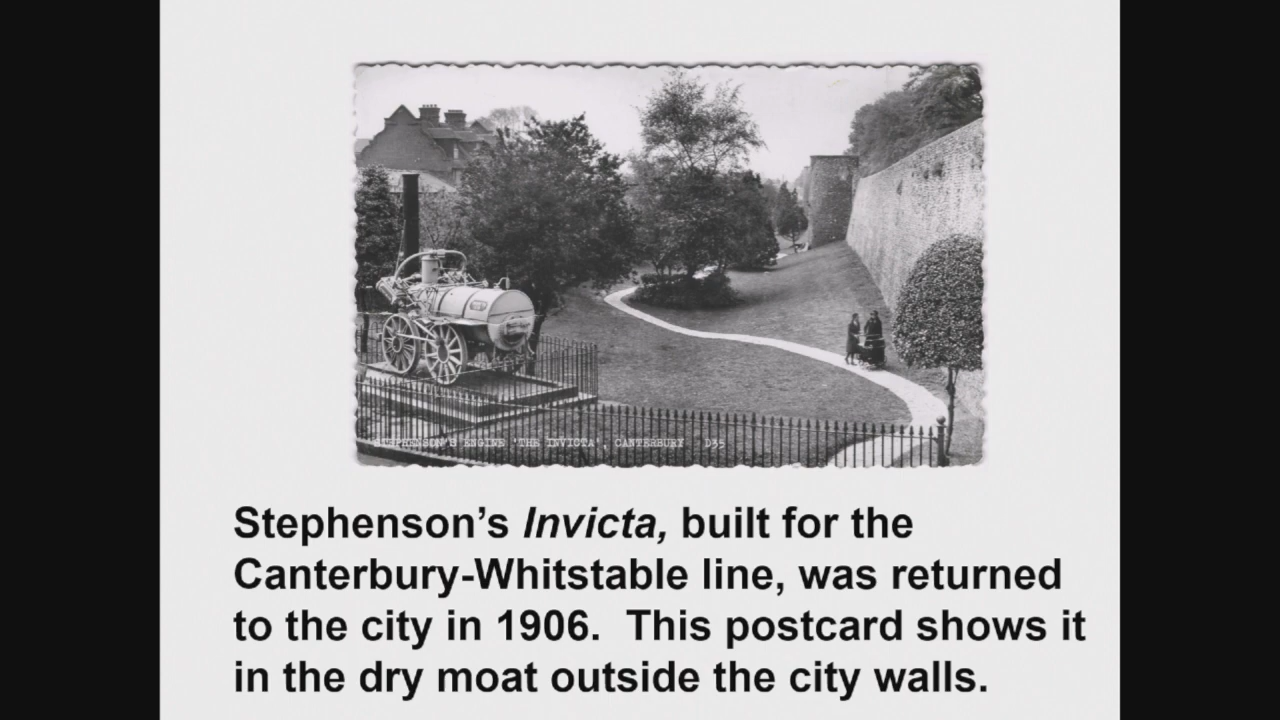 STEPHENSON'S ENGINE 'THE INVICTA', CANTERBURY D35
Stephenson’s Invicta, built for the
Canterbury-Whitstable line, was returned
to the city in 1906. This postcard shows it
in the dry moat outside the city walls.